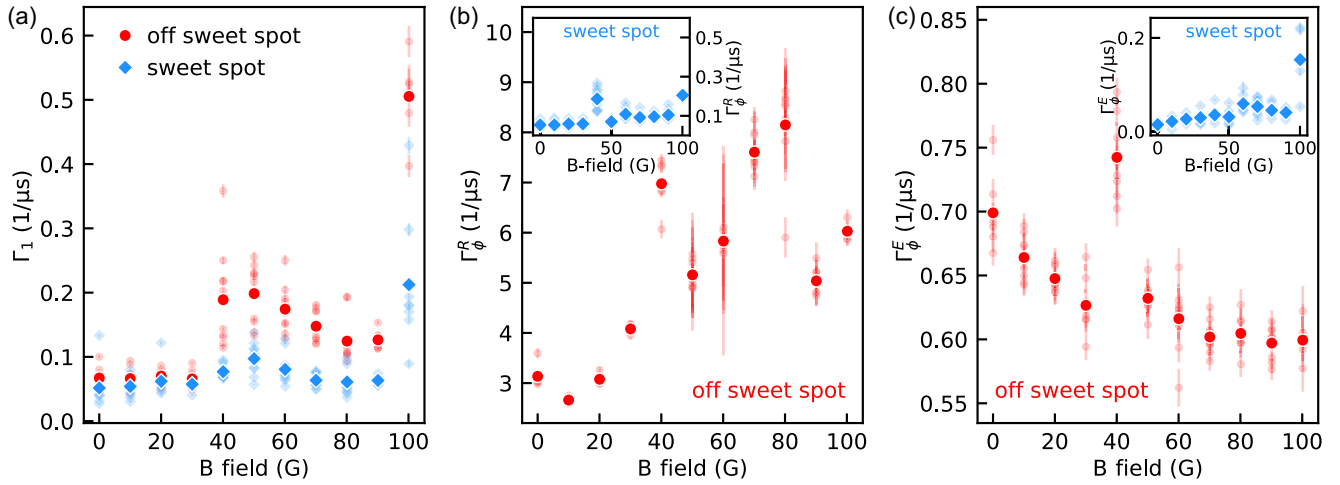 (a)
Γ₁ (1/μs)
0.6
0.5
0.4
0.3
0.2
0.1
0.0
off sweet spot
sweet spot
0 20 40 60 80 100
B field (G)
(b)
Γ_ϕ^R (1/μs)
10
9
8
7
6
5
4
3
sweet spot
Γ_ϕ^R (1/μs)
0.5
0.3
0.1
0 50 100
B-field (G)
off sweet spot
0 20 40 60 80 100
B field (G)
(c)
Γ_ϕ^E (1/μs)
0.85
0.80
0.75
0.70
0.65
0.60
0.55
sweet spot
Γ_ϕ^E (1/μs)
0.2
0.0
0 50 100
B-field (G)
off sweet spot
0 20 40 60 80 100
B field (G)